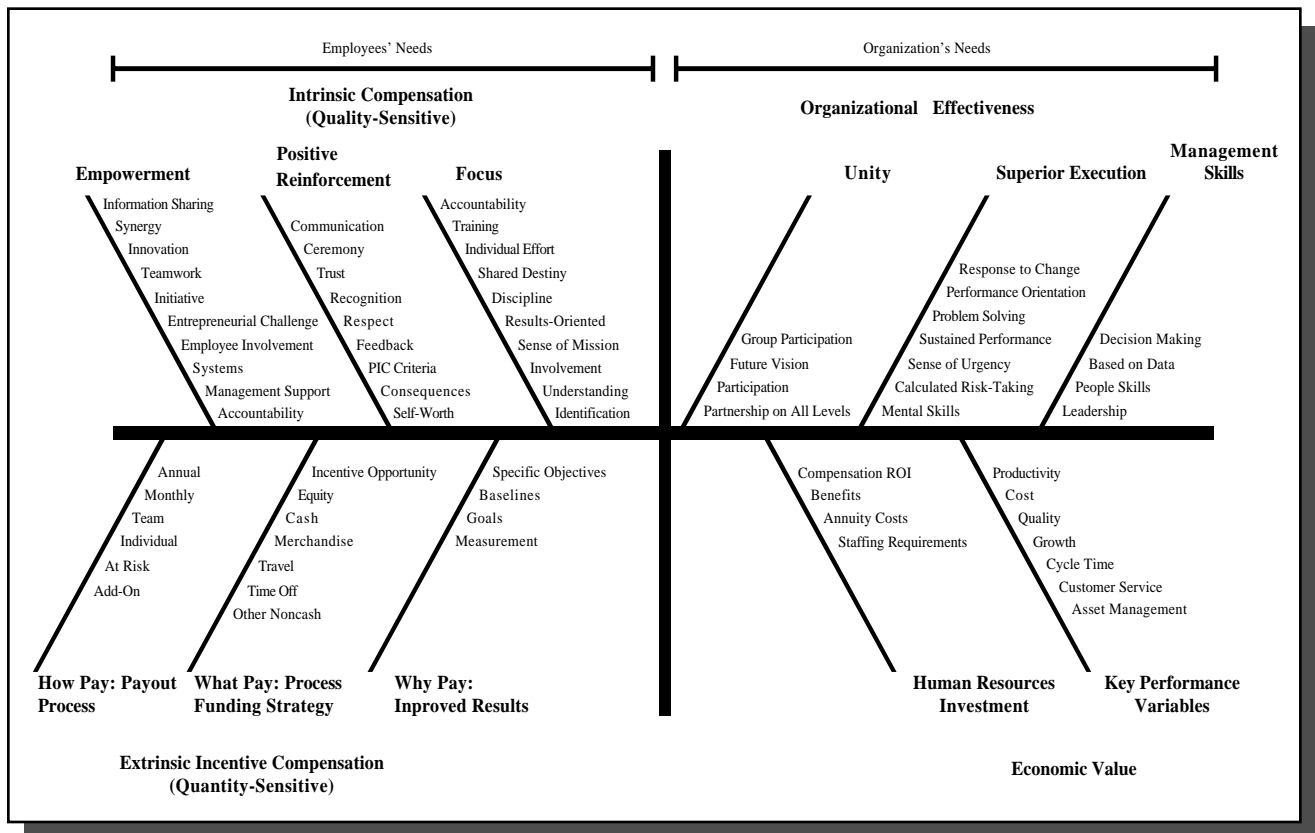 Employees' Needs
Organization's Needs
Intrinsic Compensation
(Quality-Sensitive)
Organizational Effectiveness
Empowerment
Information Sharing
Synergy
Innovation
Teamwork
Initiative
Entrepreneurial Challenge
Employee Involvement
Systems
Management Support
Accountability
Positive
Reinforcement
Communication
Ceremony
Trust
Recognition
Respect
Feedback
PIC Criteria
Consequences
Self-Worth
Focus
Accountability
Training
Individual Effort
Shared Destiny
Discipline
Results-Oriented
Sense of Mission
Involvement
Understanding
Identification
Unity
Group Participation
Future Vision
Participation
Partnership on All Levels
Superior Execution
Response to Change
Performance Orientation
Problem Solving
Sustained Performance
Sense of Urgency
Calculated Risk-Taking
Mental Skills
Management
Skills
Decision Making
Based on Data
People Skills
Leadership
Annual
Monthly
Team
Individual
At Risk
Add-On
How Pay: Payout
Process
Incentive Opportunity
Equity
Cash
Merchandise
Travel
Time Off
Other Noncash
What Pay: Process
Funding Strategy
Specific Objectives
Baselines
Goals
Measurement
Why Pay:
Inproved Results
Compensation ROI
Benefits
Annuity Costs
Staffing Requirements
Human Resources
Investment
Productivity
Cost
Quality
Growth
Cycle Time
Customer Service
Asset Management
Key Performance
Variables
Extrinsic Incentive Compensation
(Quantity-Sensitive)
Economic Value